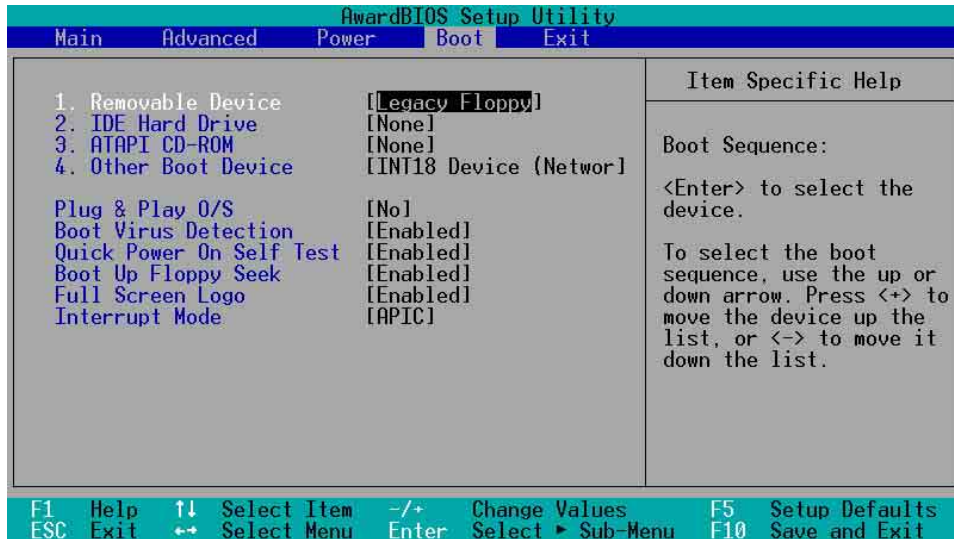 AwardBIOS Setup Utility
Main Advanced Power Boot Exit
1. Removable Device [Legacy Floppy]
2. IDE Hard Drive [None]
3. ATAPI CD-ROM [None]
4. Other Boot Device [INT18 Device (Networ]
Plug & Play O/S [No]
Boot Virus Detection [Enabled]
Quick Power On Self Test [Enabled]
Boot Up Floppy Seek [Enabled]
Full Screen Logo [Enabled]
Interrupt Mode [APIC]
Item Specific Help
Boot Sequence:
<Enter> to select the
device.
To select the boot
sequence, use the up or
down arrow. Press <+> to
move the device up the
list, or <-> to move it
down the list.
F1 Help ↑↓ Select Item -/+ Change Values F5 Setup Defaults
ESC Exit ←→ Select Menu Enter Select ► Sub-Menu F10 Save and Exit